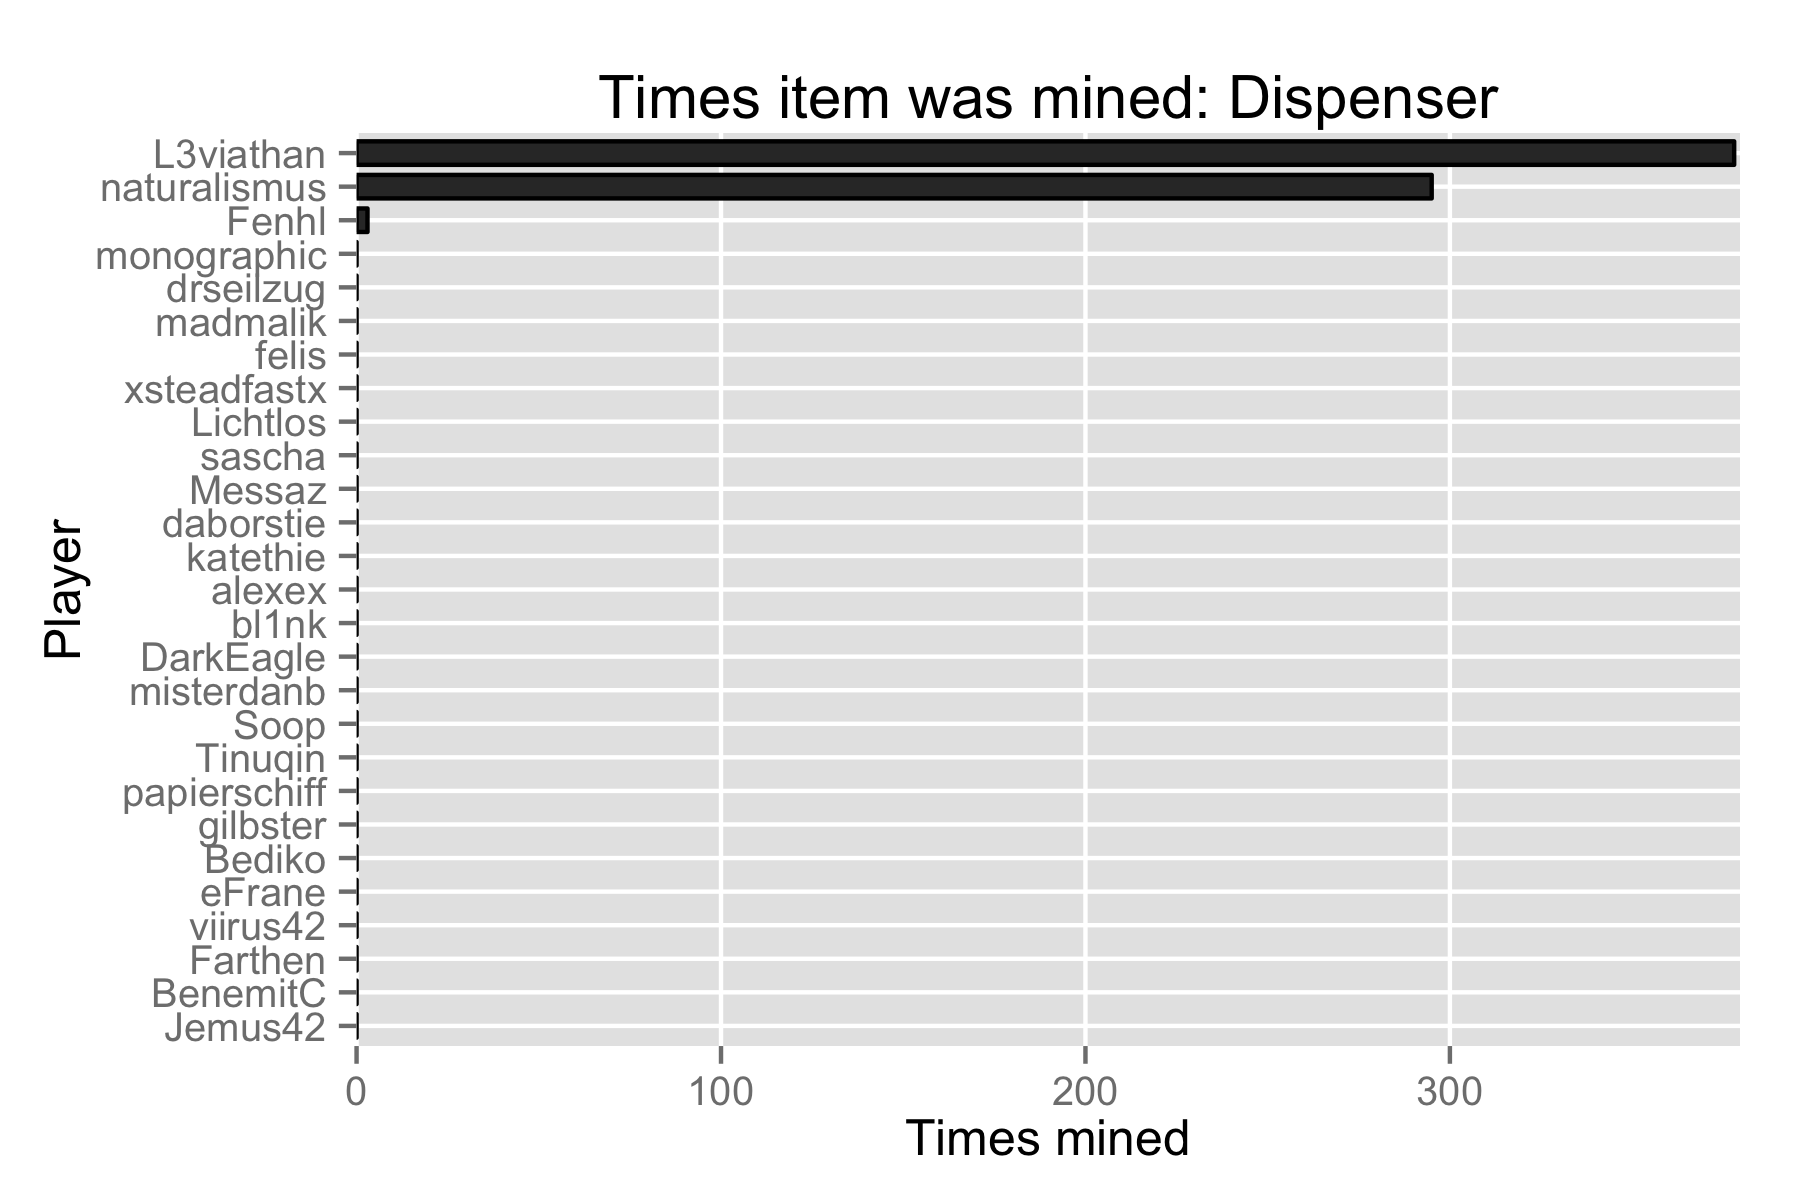 Times item was mined: Dispenser
L3viathan
naturalismus
Fenhl
monographic
drseilzug
madmalik
felis
xsteadfastx
Lichtlos
sascha
Messaz
daborstie
katethie
alexex
bl1nk
DarkEagle
misterdanb
Soop
Tinuqin
papierschiff
gilbster
Bediko
eFrane
viirus42
Farthen
BenemitC
Jemus42
Player
0 100 200 300
Times mined